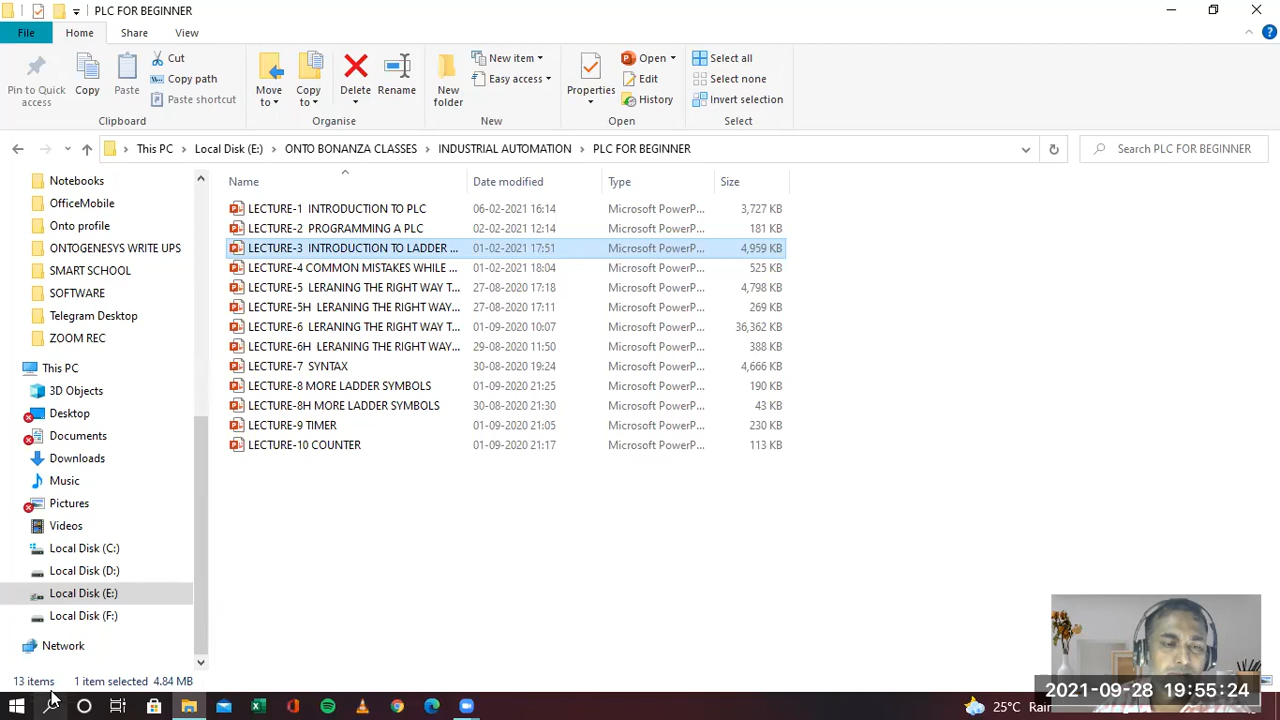 PLC FOR BEGINNER
File Home Share View
Pin to Quick access
Copy
Paste
Cut
Copy path
Paste shortcut
Clipboard
Move to
Copy to
Delete
Rename
Organise
New folder
New item
Easy access
New
Properties
Open
Edit
History
Open
Select all
Select none
Invert selection
Select
This PC Local Disk (E:) ONTO BONANZA CLASSES INDUSTRIAL AUTOMATION PLC FOR BEGINNER
Search PLC FOR BEGINNER
Notebooks
OfficeMobile
Onto profile
ONTOGENESYS WRITE UPS
SMART SCHOOL
SOFTWARE
Telegram Desktop
ZOOM REC
This PC
3D Objects
Desktop
Documents
Downloads
Music
Pictures
Videos
Local Disk (C:)
Local Disk (D:)
Local Disk (E:)
Local Disk (F:)
Network
Name Date modified Type Size
LECTURE-1 INTRODUCTION TO PLC 06-02-2021 16:14 Microsoft PowerP... 3,727 KB
LECTURE-2 PROGRAMMING A PLC 02-02-2021 12:14 Microsoft PowerP... 181 KB
LECTURE-3 INTRODUCTION TO LADDER ... 01-02-2021 17:51 Microsoft PowerP... 4,959 KB
LECTURE-4 COMMON MISTAKES WHILE ... 01-02-2021 18:04 Microsoft PowerP... 525 KB
LECTURE-5 LERANING THE RIGHT WAY T... 27-08-2020 17:18 Microsoft PowerP... 4,798 KB
LECTURE-5H LERANING THE RIGHT WAY... 27-08-2020 17:11 Microsoft PowerP... 269 KB
LECTURE-6 LERANING THE RIGHT WAY T... 01-09-2020 10:07 Microsoft PowerP... 36,362 KB
LECTURE-6H LERANING THE RIGHT WAY... 29-08-2020 11:50 Microsoft PowerP... 388 KB
LECTURE-7 SYNTAX 30-08-2020 19:24 Microsoft PowerP... 4,666 KB
LECTURE-8 MORE LADDER SYMBOLS 01-09-2020 21:25 Microsoft PowerP... 190 KB
LECTURE-8H MORE LADDER SYMBOLS 30-08-2020 21:30 Microsoft PowerP... 43 KB
LECTURE-9 TIMER 01-09-2020 21:05 Microsoft PowerP... 230 KB
LECTURE-10 COUNTER 01-09-2020 21:17 Microsoft PowerP... 113 KB
13 items 1 item selected 4.84 MB
25°C Rain
2021-09-28 19:55:24